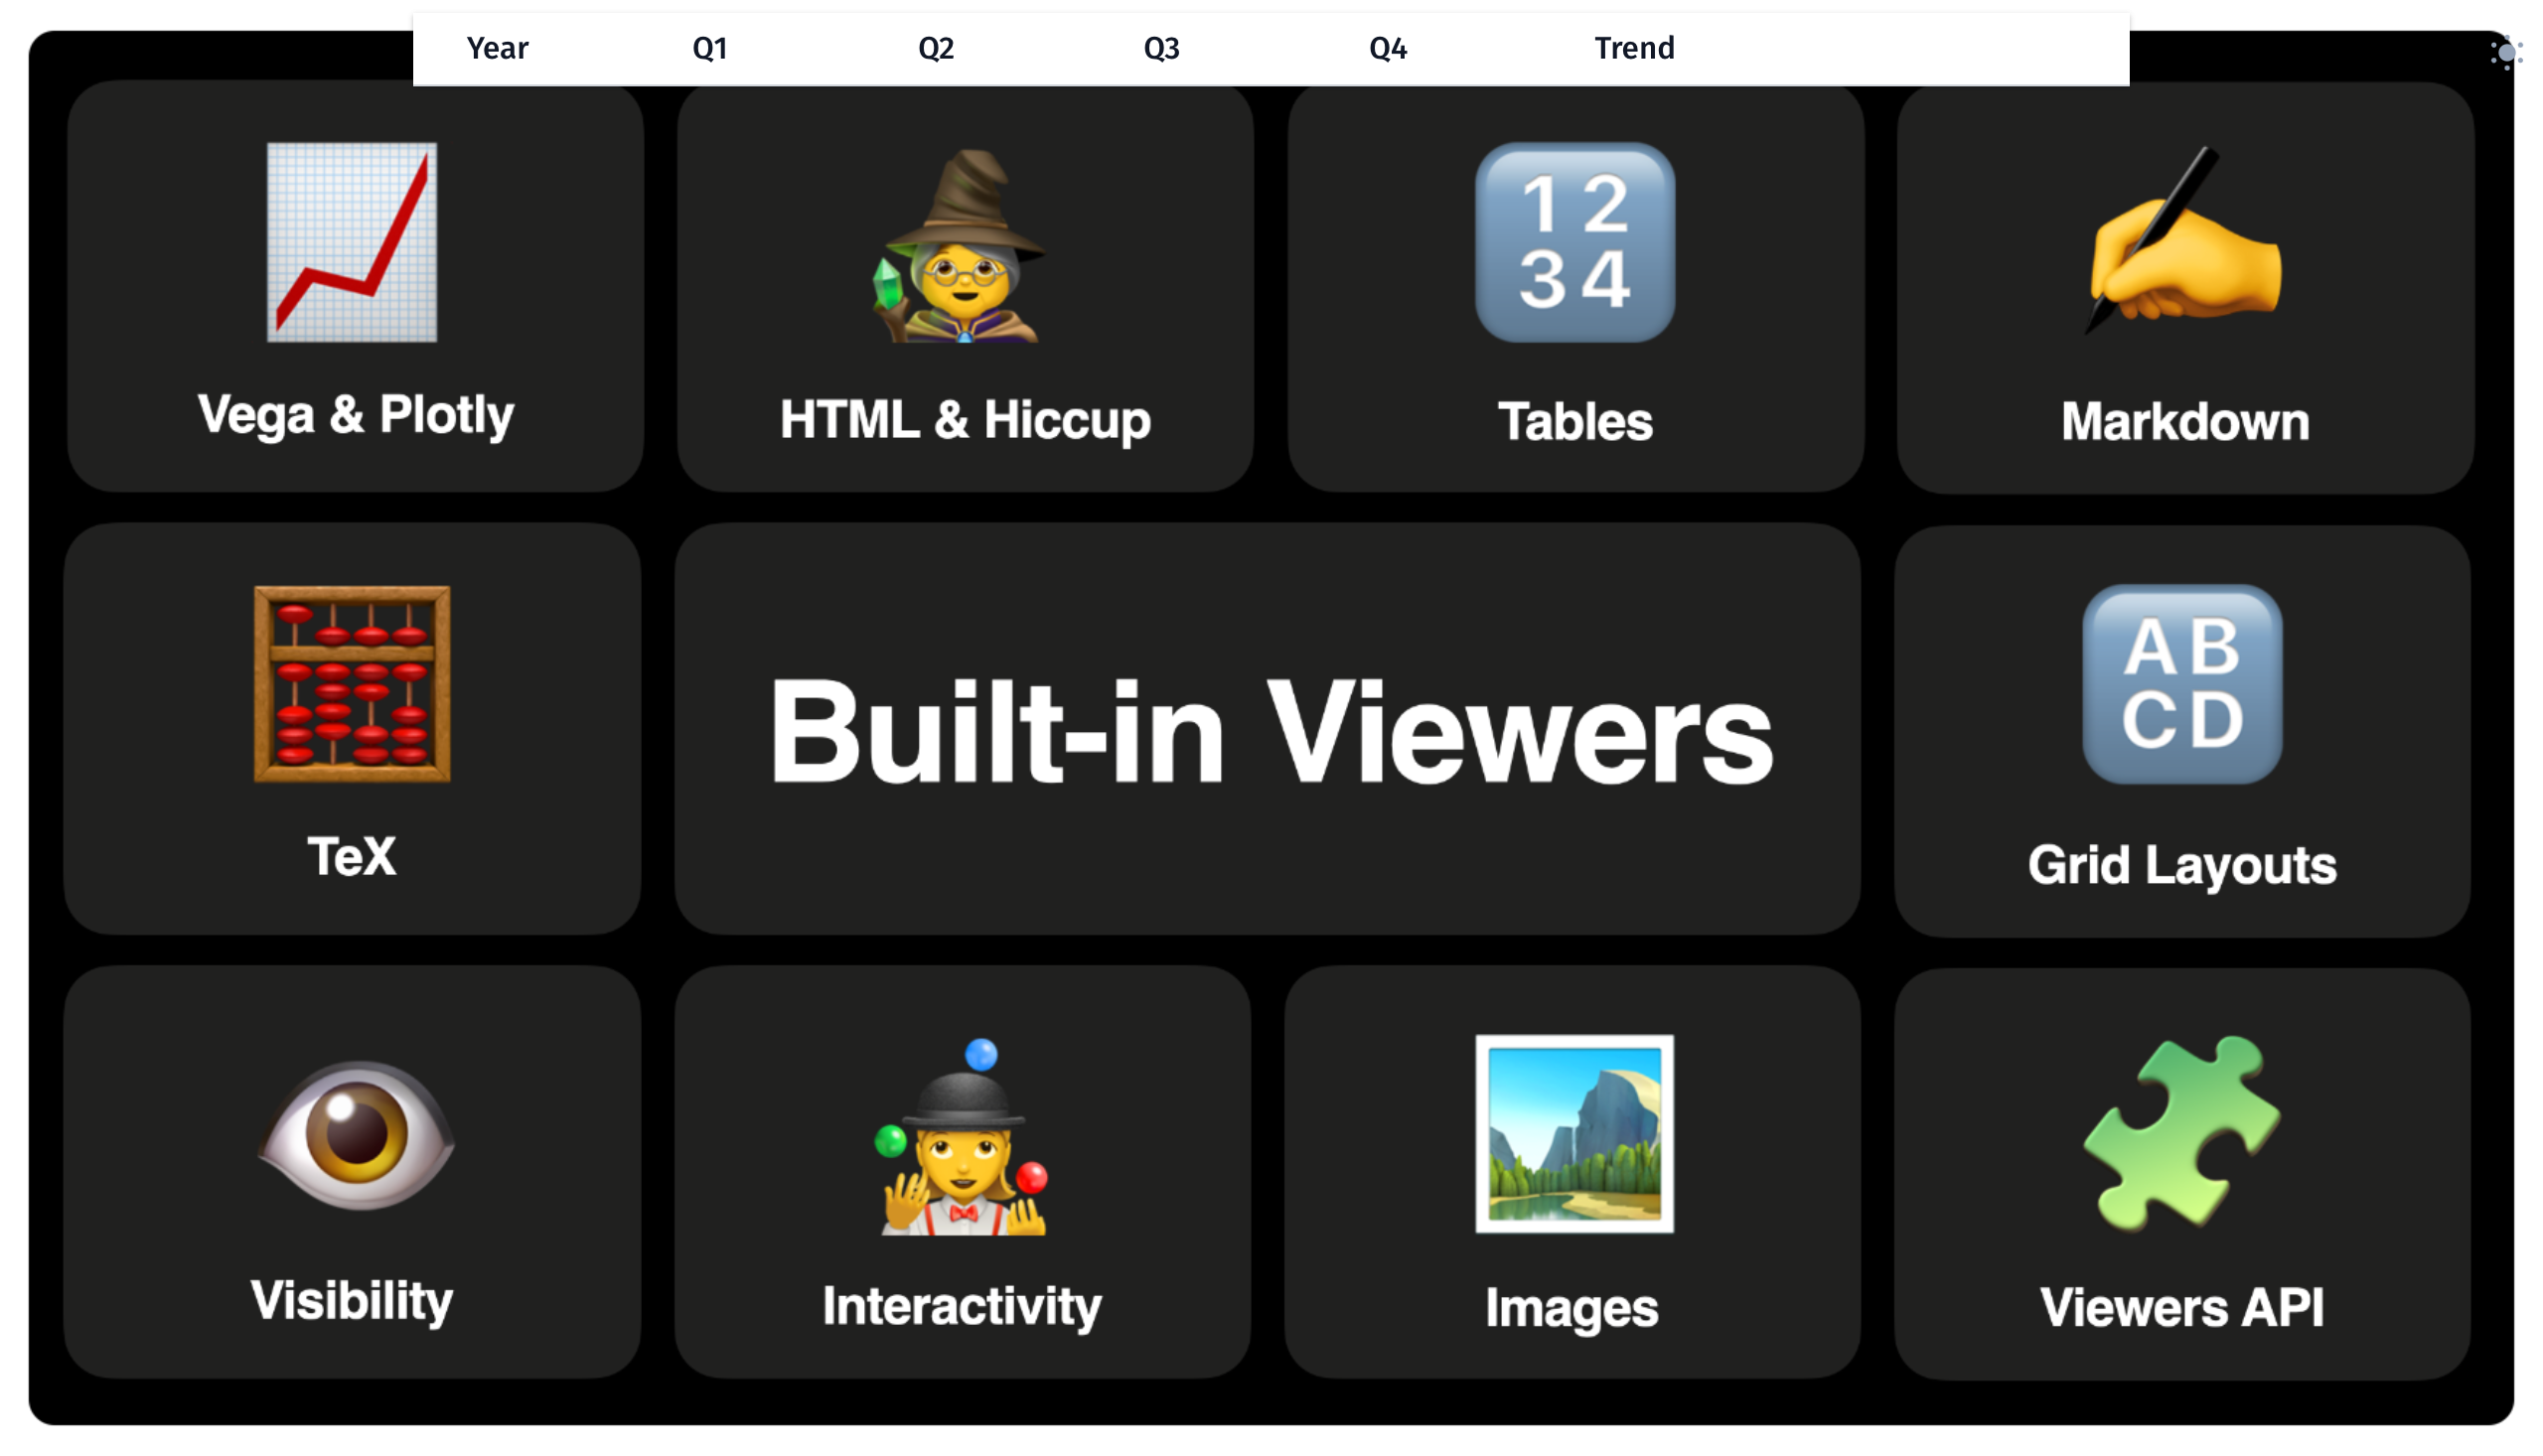 Year Q1 Q2 Q3 Q4 Trend
1 2
3 4
Vega & Plotly HTML & Hiccup Tables Markdown
A B
C D
Built-in Viewers
TeX Grid Layouts
Visibility Interactivity Images Viewers API